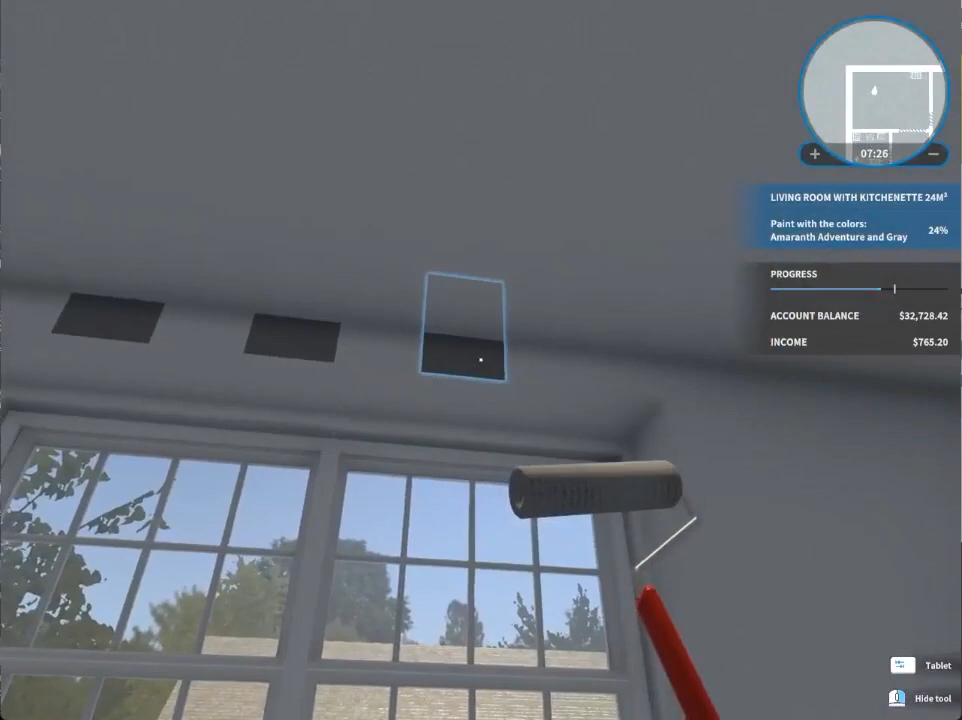 + 07:26 −
LIVING ROOM WITH KITCHENETTE 24M³
Paint with the colors:
Amaranth Adventure and Gray
24%
PROGRESS
ACCOUNT BALANCE $32,728.42
INCOME $765.20
Tablet
Hide tool